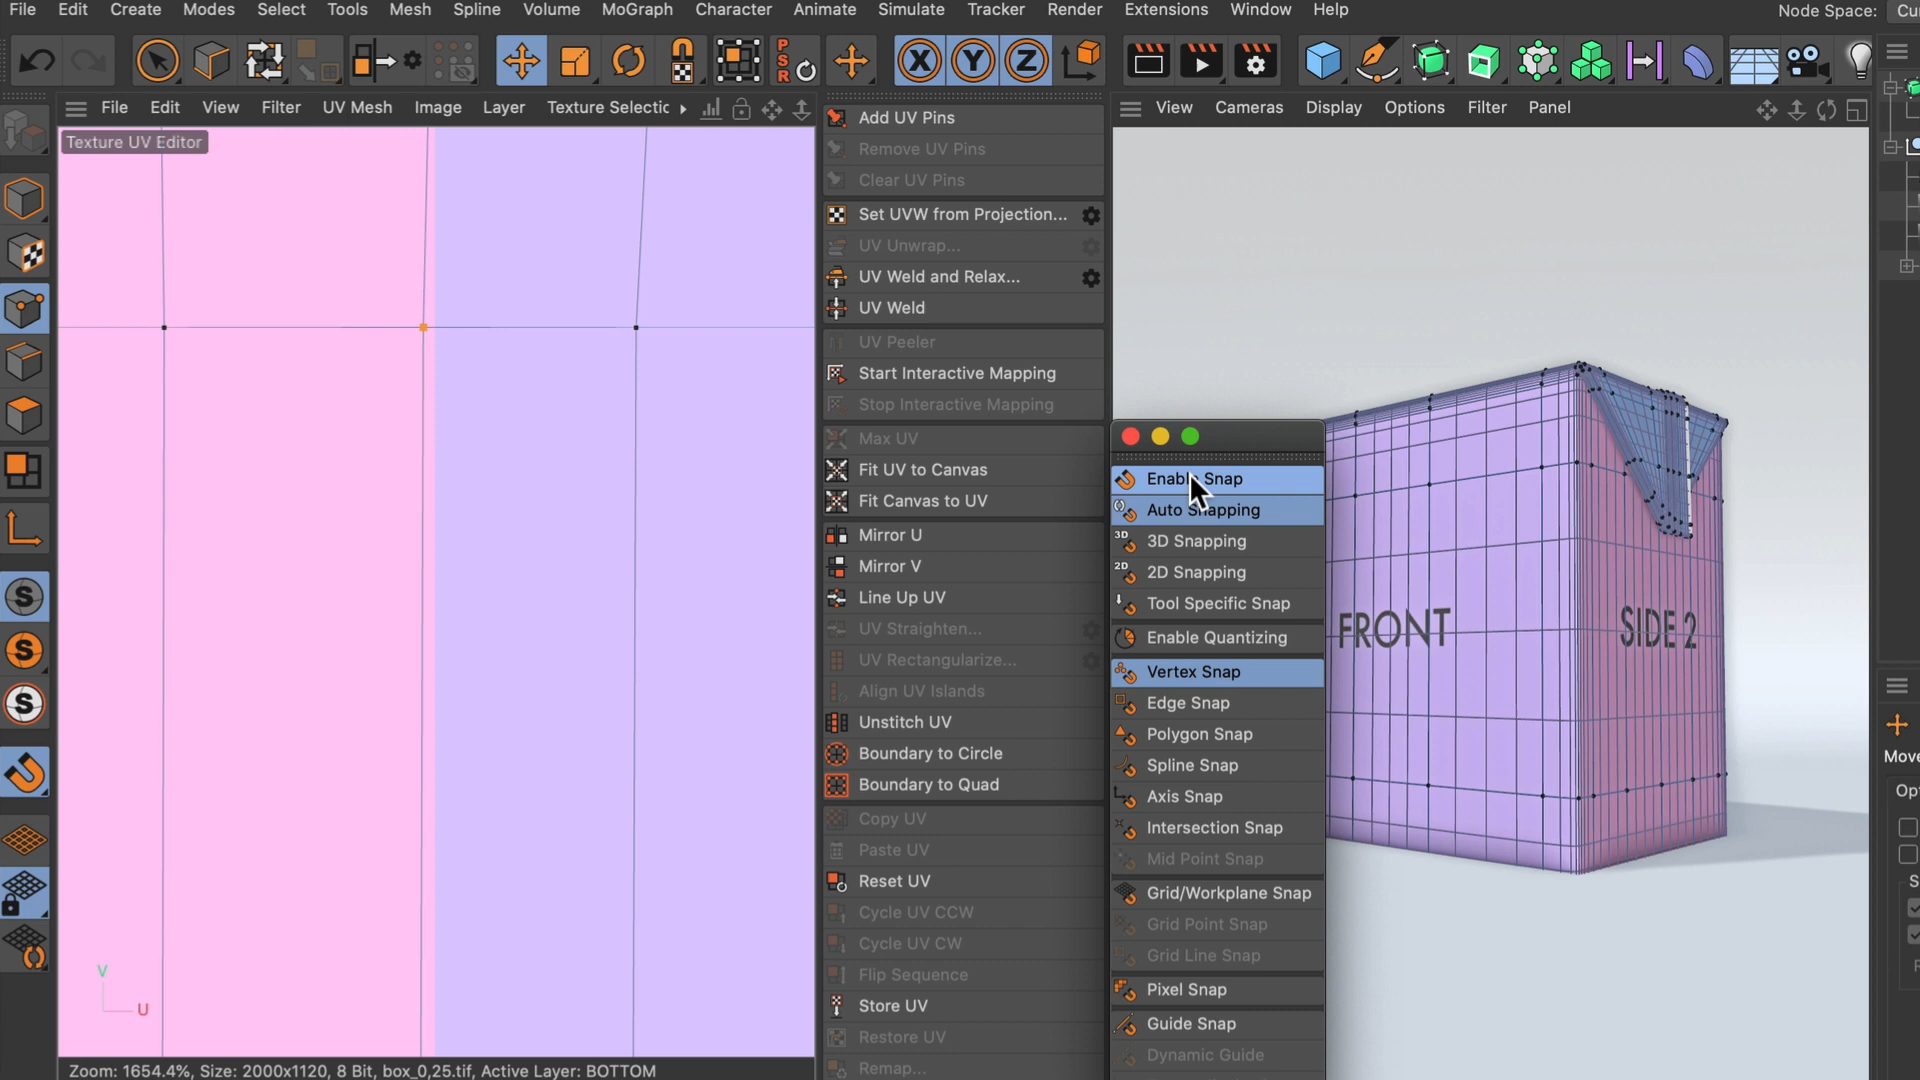 File Edit Create Modes Select Tools Mesh Spline Volume MoGraph Character Animate Simulate Tracker Render Extensions Window Help Node Space: Cu
PSR X Y Z
File Edit View Filter UV Mesh Image Layer Texture Selectic
View Cameras Display Options Filter Panel
Texture UV Editor
Add UV Pins
Remove UV Pins
Clear UV Pins
Set UVW from Projection...
UV Unwrap...
UV Weld and Relax...
UV Weld
UV Peeler
Start Interactive Mapping
Stop Interactive Mapping
Max UV
Fit UV to Canvas
Fit Canvas to UV
Mirror U
Mirror V
Line Up UV
UV Straighten...
UV Rectangularize...
Align UV Islands
Unstitch UV
Boundary to Circle
Boundary to Quad
Copy UV
Paste UV
Reset UV
Cycle UV CCW
Cycle UV CW
Flip Sequence
Store UV
Restore UV
Remap...
Enable Snap
Auto Snapping
3D Snapping
2D Snapping
Tool Specific Snap
Enable Quantizing
Vertex Snap
Edge Snap
Polygon Snap
Spline Snap
Axis Snap
Intersection Snap
Mid Point Snap
Grid/Workplane Snap
Grid Point Snap
Grid Line Snap
Pixel Snap
Guide Snap
Dynamic Guide
3D
2D
FRONT
SIDE 2
Move
Op
S
S
S
S
V
U
Zoom: 1654.4%, Size: 2000x1120, 8 Bit, box_0,25.tif, Active Layer: BOTTOM